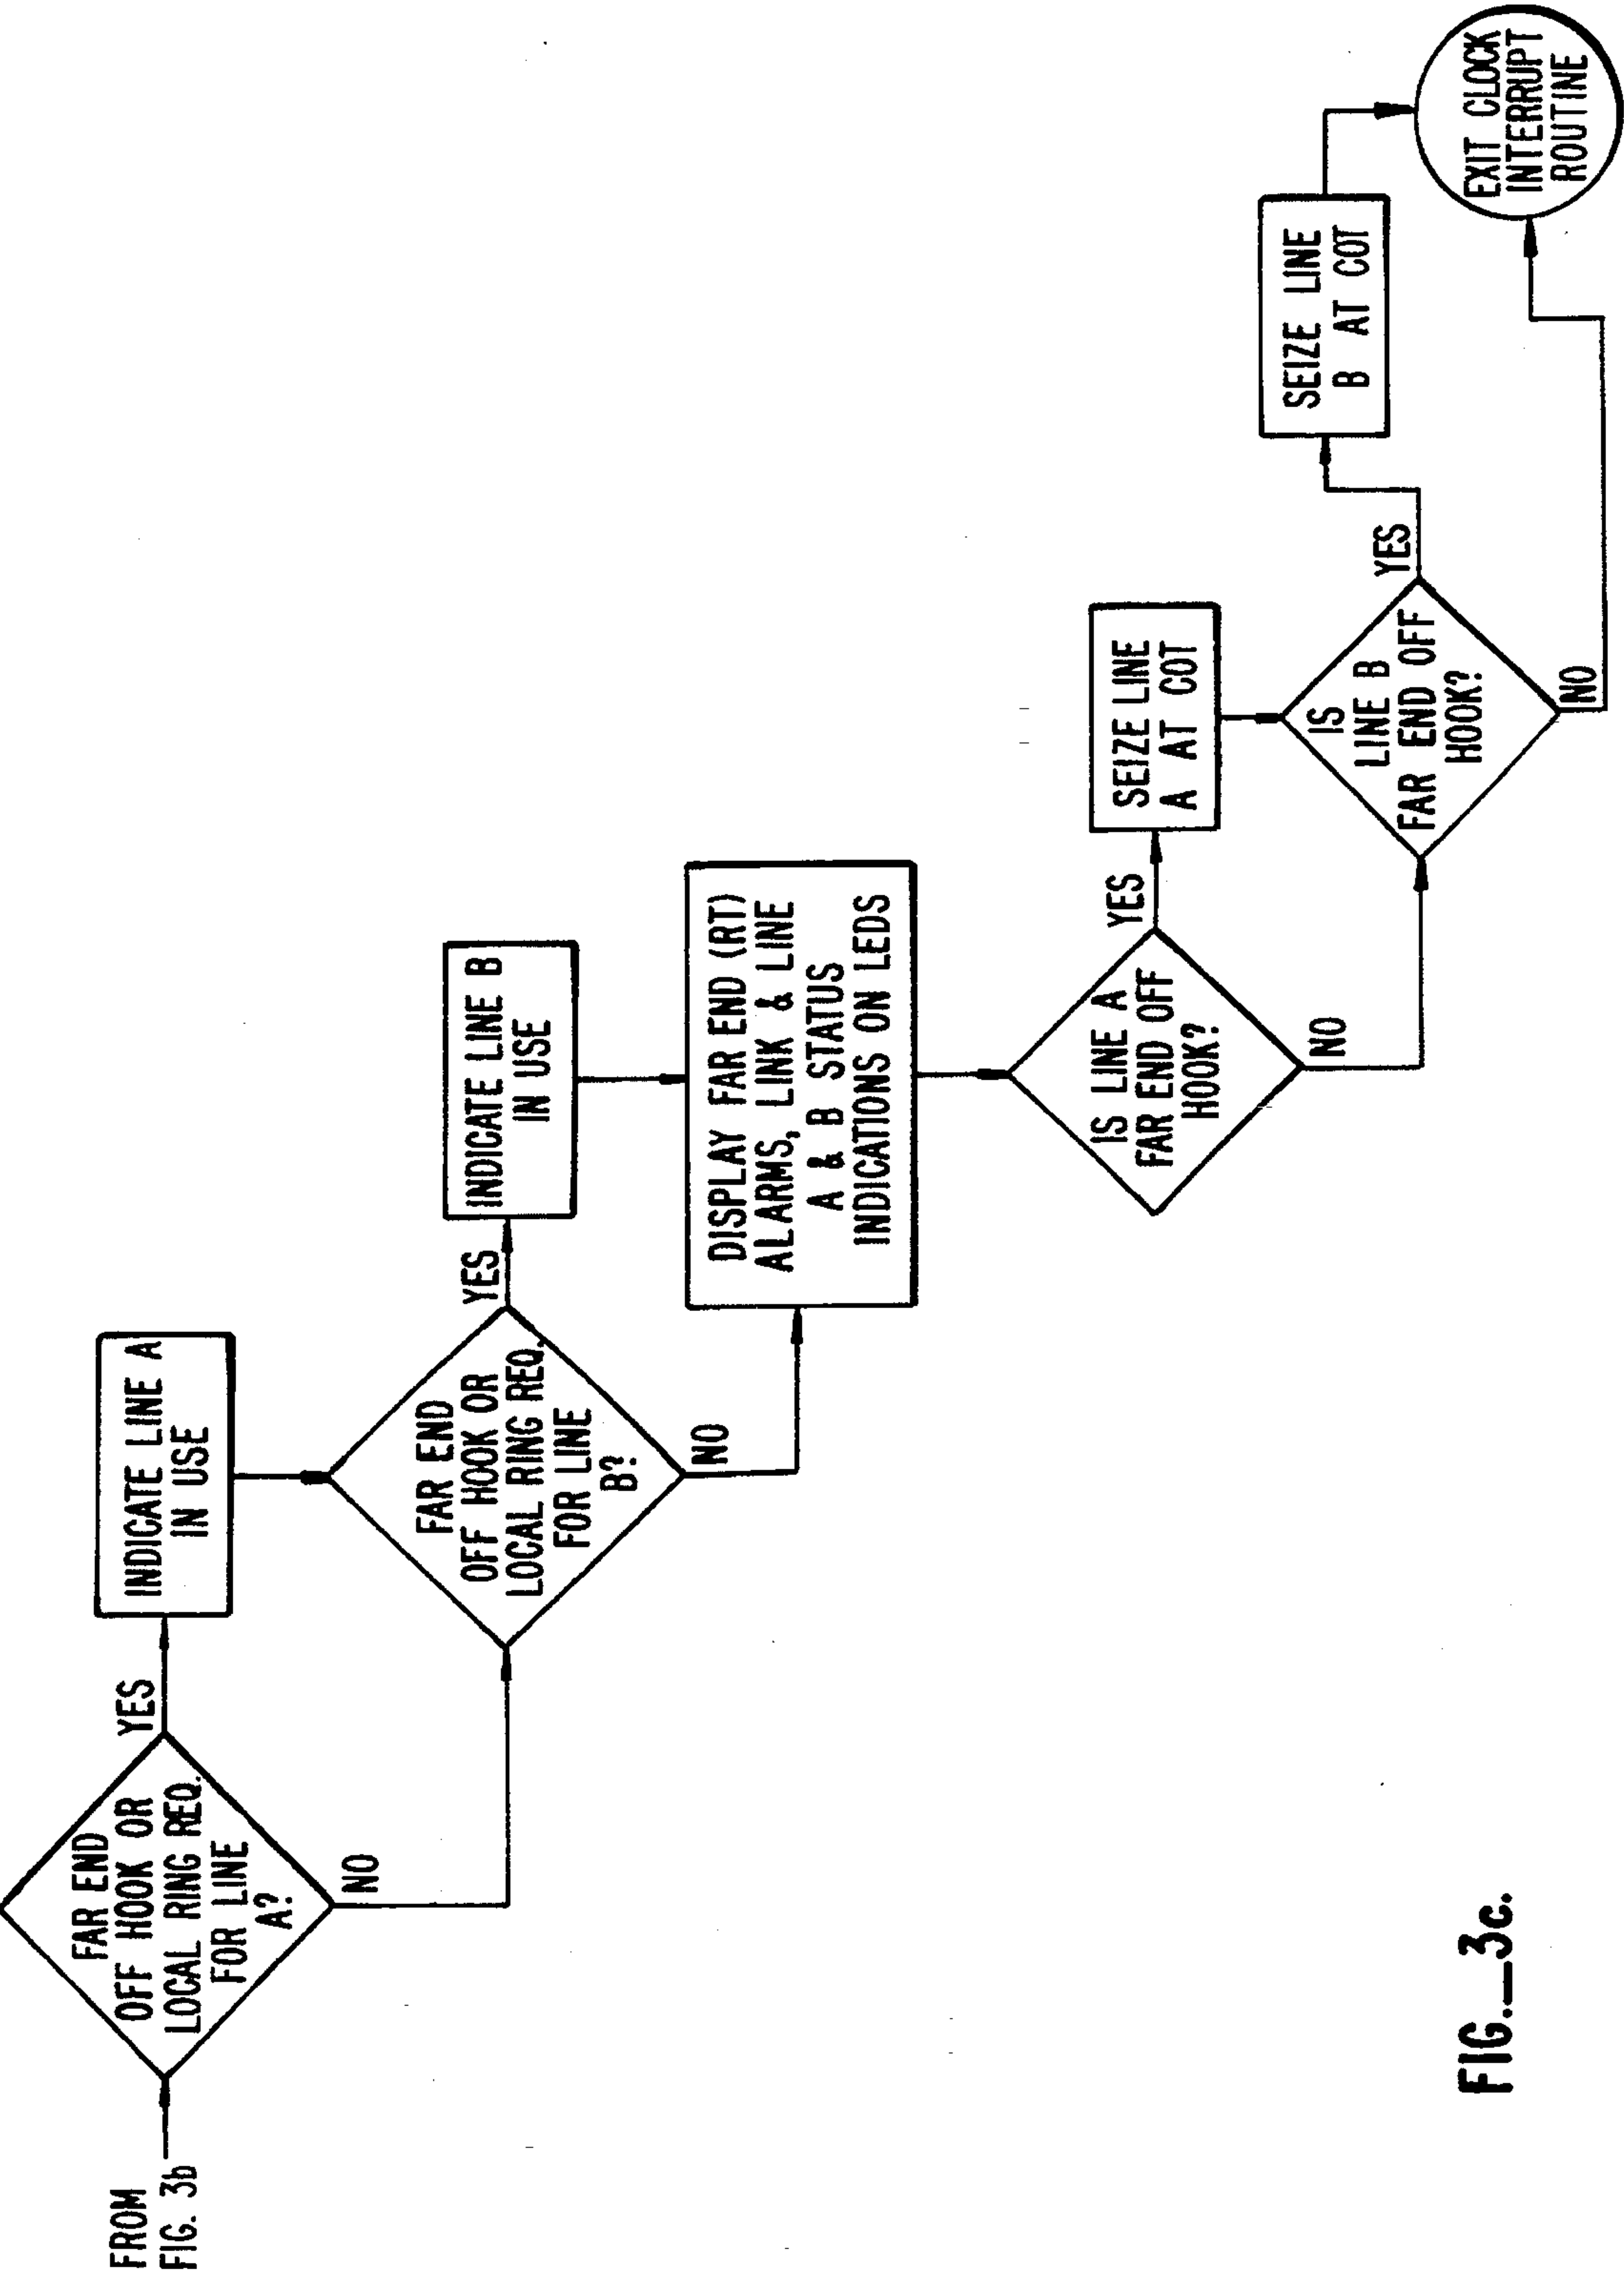 FROM
FIG. 3b
FAR END
OFF HOOK OR
LOCAL RING REQ.
FOR LINE
A?
YES
NO
INDICATE LINE A
IN USE
FAR END
OFF HOOK OR
LOCAL RING REQ.
FOR LINE
B?
YES
NO
INDICATE LINE B
IN USE
DISPLAY FAR END (RT)
ALARMS, LINK & LINE
A & B STATUS
INDICATIONS ON LEDS
IS LINE A
FAR END OFF
HOOK?
YES
NO
SEIZE LINE
A AT COT
IS
LINE B
FAR END OFF
HOOK?
YES
NO
SEIZE LINE
B AT COT
EXIT CLOCK
INTERRUPT
ROUTINE
FIG._3c.